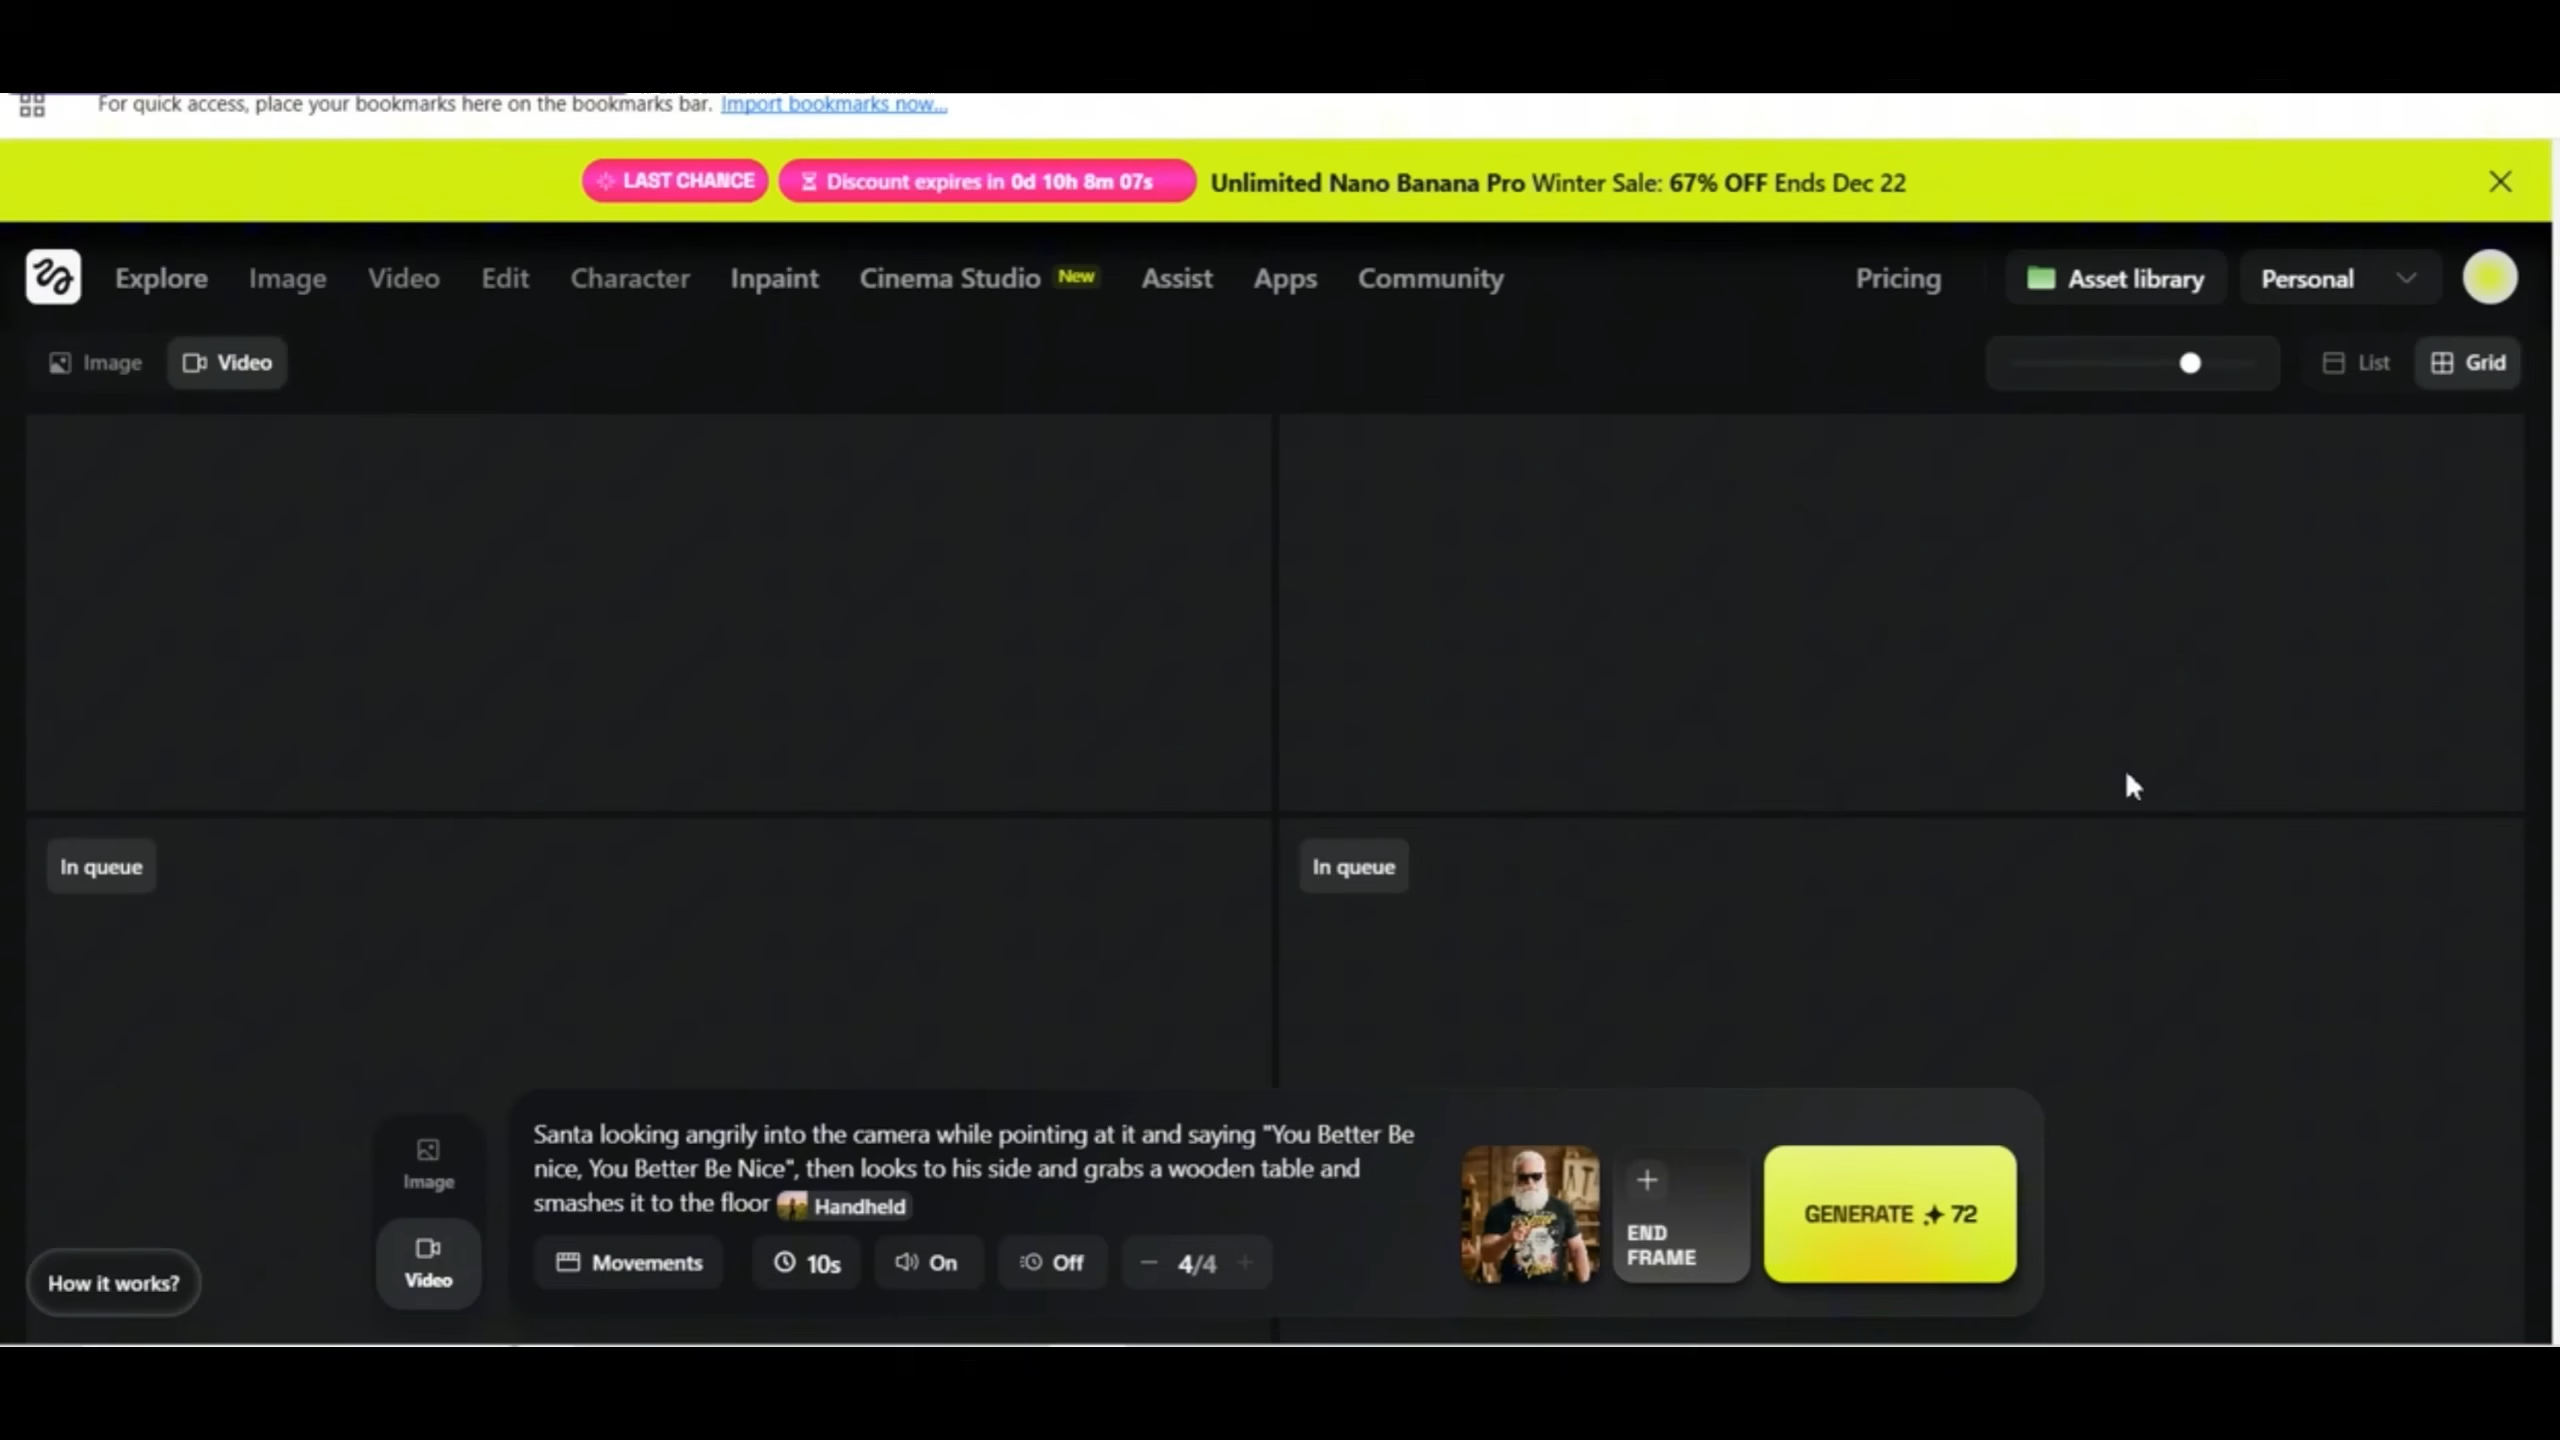 For quick access, place your bookmarks here on the bookmarks bar. Import bookmarks now...
LAST CHANCE Discount expires in 0d 10h 8m 07s Unlimited Nano Banana Pro Winter Sale: 67% OFF Ends Dec 22
Explore Image Video Edit Character Inpaint Cinema Studio New Assist Apps Community Pricing Asset library Personal
Image Video List Grid
In queue In queue
Santa looking angrily into the camera while pointing at it and saying "You Better Be
nice, You Better Be Nice", then looks to his side and grabs a wooden table and
smashes it to the floor Handheld
Image
Video
Movements 10s On Off 4/4
END
FRAME
GENERATE 72
How it works?